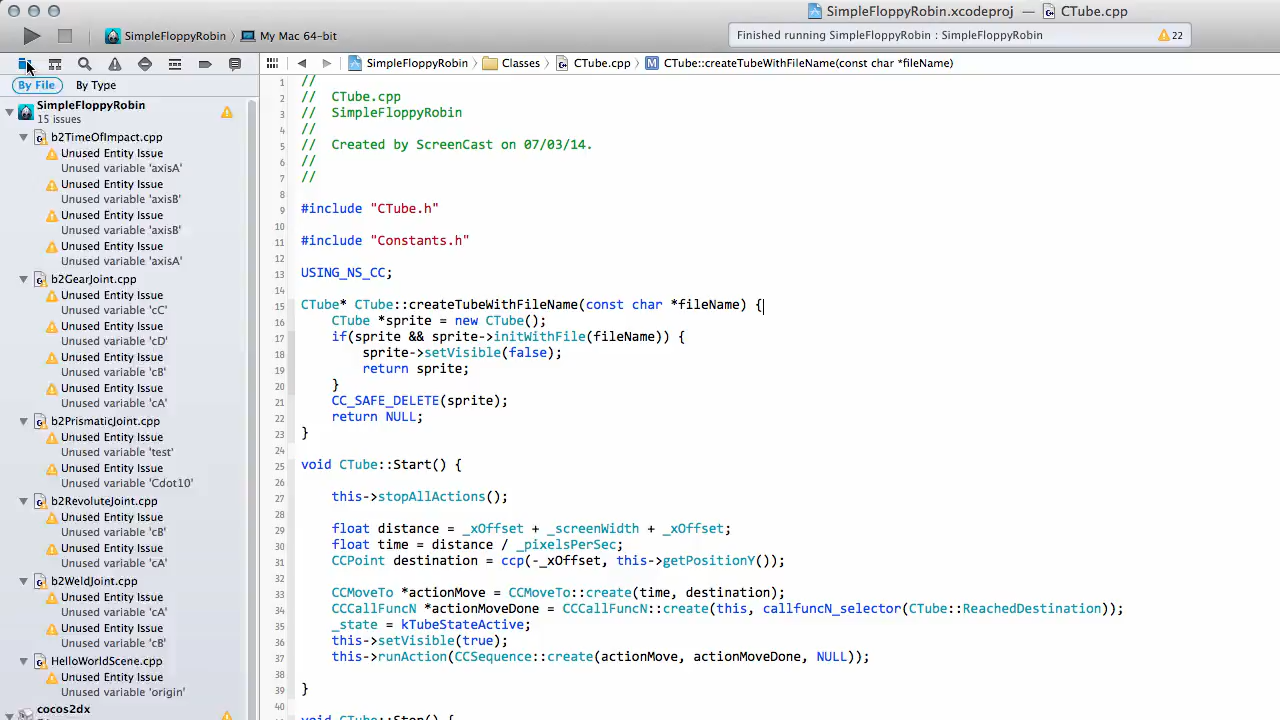 SimpleFloppyRobin.xcodeproj — CTube.cpp
SimpleFloppyRobin My Mac 64-bit
Finished running SimpleFloppyRobin : SimpleFloppyRobin 22
SimpleFloppyRobin Classes CTube.cpp M CTube::createTubeWithFileName(const char *fileName)
By File By Type
SimpleFloppyRobin
15 issues
b2TimeOfImpact.cpp
Unused Entity Issue
Unused variable 'axisA'
Unused Entity Issue
Unused variable 'axisB'
Unused Entity Issue
Unused variable 'axisB'
Unused Entity Issue
Unused variable 'axisA'
b2GearJoint.cpp
Unused Entity Issue
Unused variable 'cC'
Unused Entity Issue
Unused variable 'cD'
Unused Entity Issue
Unused variable 'cB'
Unused Entity Issue
Unused variable 'cA'
b2PrismaticJoint.cpp
Unused Entity Issue
Unused variable 'test'
Unused Entity Issue
Unused variable 'Cdot10'
b2RevoluteJoint.cpp
Unused Entity Issue
Unused variable 'cB'
Unused Entity Issue
Unused variable 'cA'
b2WeldJoint.cpp
Unused Entity Issue
Unused variable 'cA'
Unused Entity Issue
Unused variable 'cB'
HelloWorldScene.cpp
Unused Entity Issue
Unused variable 'origin'
cocos2dx
1 //
2 // CTube.cpp
3 // SimpleFloppyRobin
4 //
5 // Created by ScreenCast on 07/03/14.
6 //
7 //
8
9 #include "CTube.h"
10
11 #include "Constants.h"
12
13 USING_NS_CC;
14
15 CTube* CTube::createTubeWithFileName(const char *fileName) {
16 CTube *sprite = new CTube();
17 if(sprite && sprite->initWithFile(fileName)) {
18 sprite->setVisible(false);
19 return sprite;
20 }
21 CC_SAFE_DELETE(sprite);
22 return NULL;
23 }
24
25 void CTube::Start() {
26
27 this->stopAllActions();
28
29 float distance = _xOffset + _screenWidth + _xOffset;
30 float time = distance / _pixelsPerSec;
31 CCPoint destination = ccp(-_xOffset, this->getPositionY());
32
33 CCMoveTo *actionMove = CCMoveTo::create(time, destination);
34 CCCallFuncN *actionMoveDone = CCCallFuncN::create(this, callfuncN_selector(CTube::ReachedDestination));
35 _state = kTubeStateActive;
36 this->setVisible(true);
37 this->runAction(CCSequence::create(actionMove, actionMoveDone, NULL));
38
39 }
40
void CTube::Stop() {